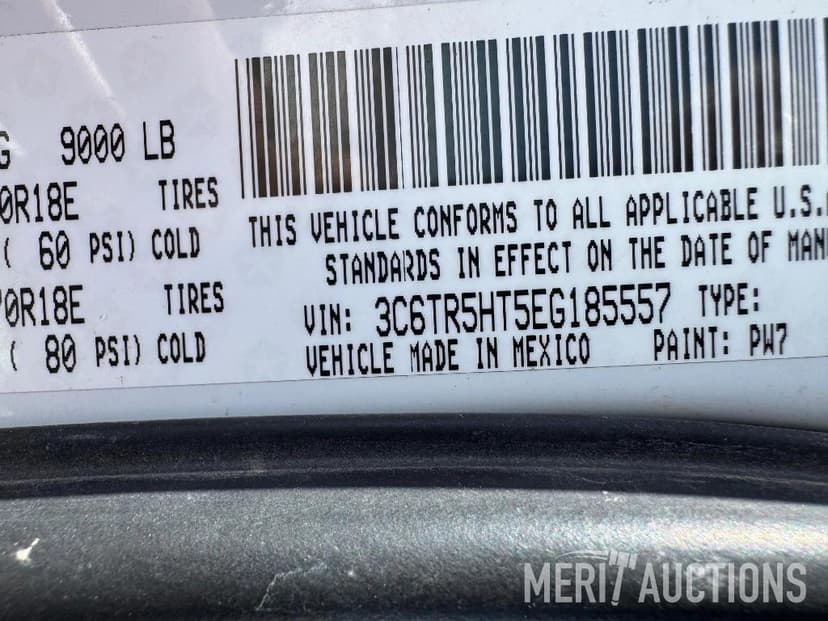 G 9000 LB
0R18E TIRES
( 60 PSI) COLD
70R18E TIRES
( 80 PSI) COLD
THIS VEHICLE CONFORMS TO ALL APPLICABLE U.S.
STANDARDS IN EFFECT ON THE DATE OF MAN
VIN: 3C6TR5HT5EG185557 TYPE:
VEHICLE MADE IN MEXICO PAINT: PW7
MERIT AUCTIONS